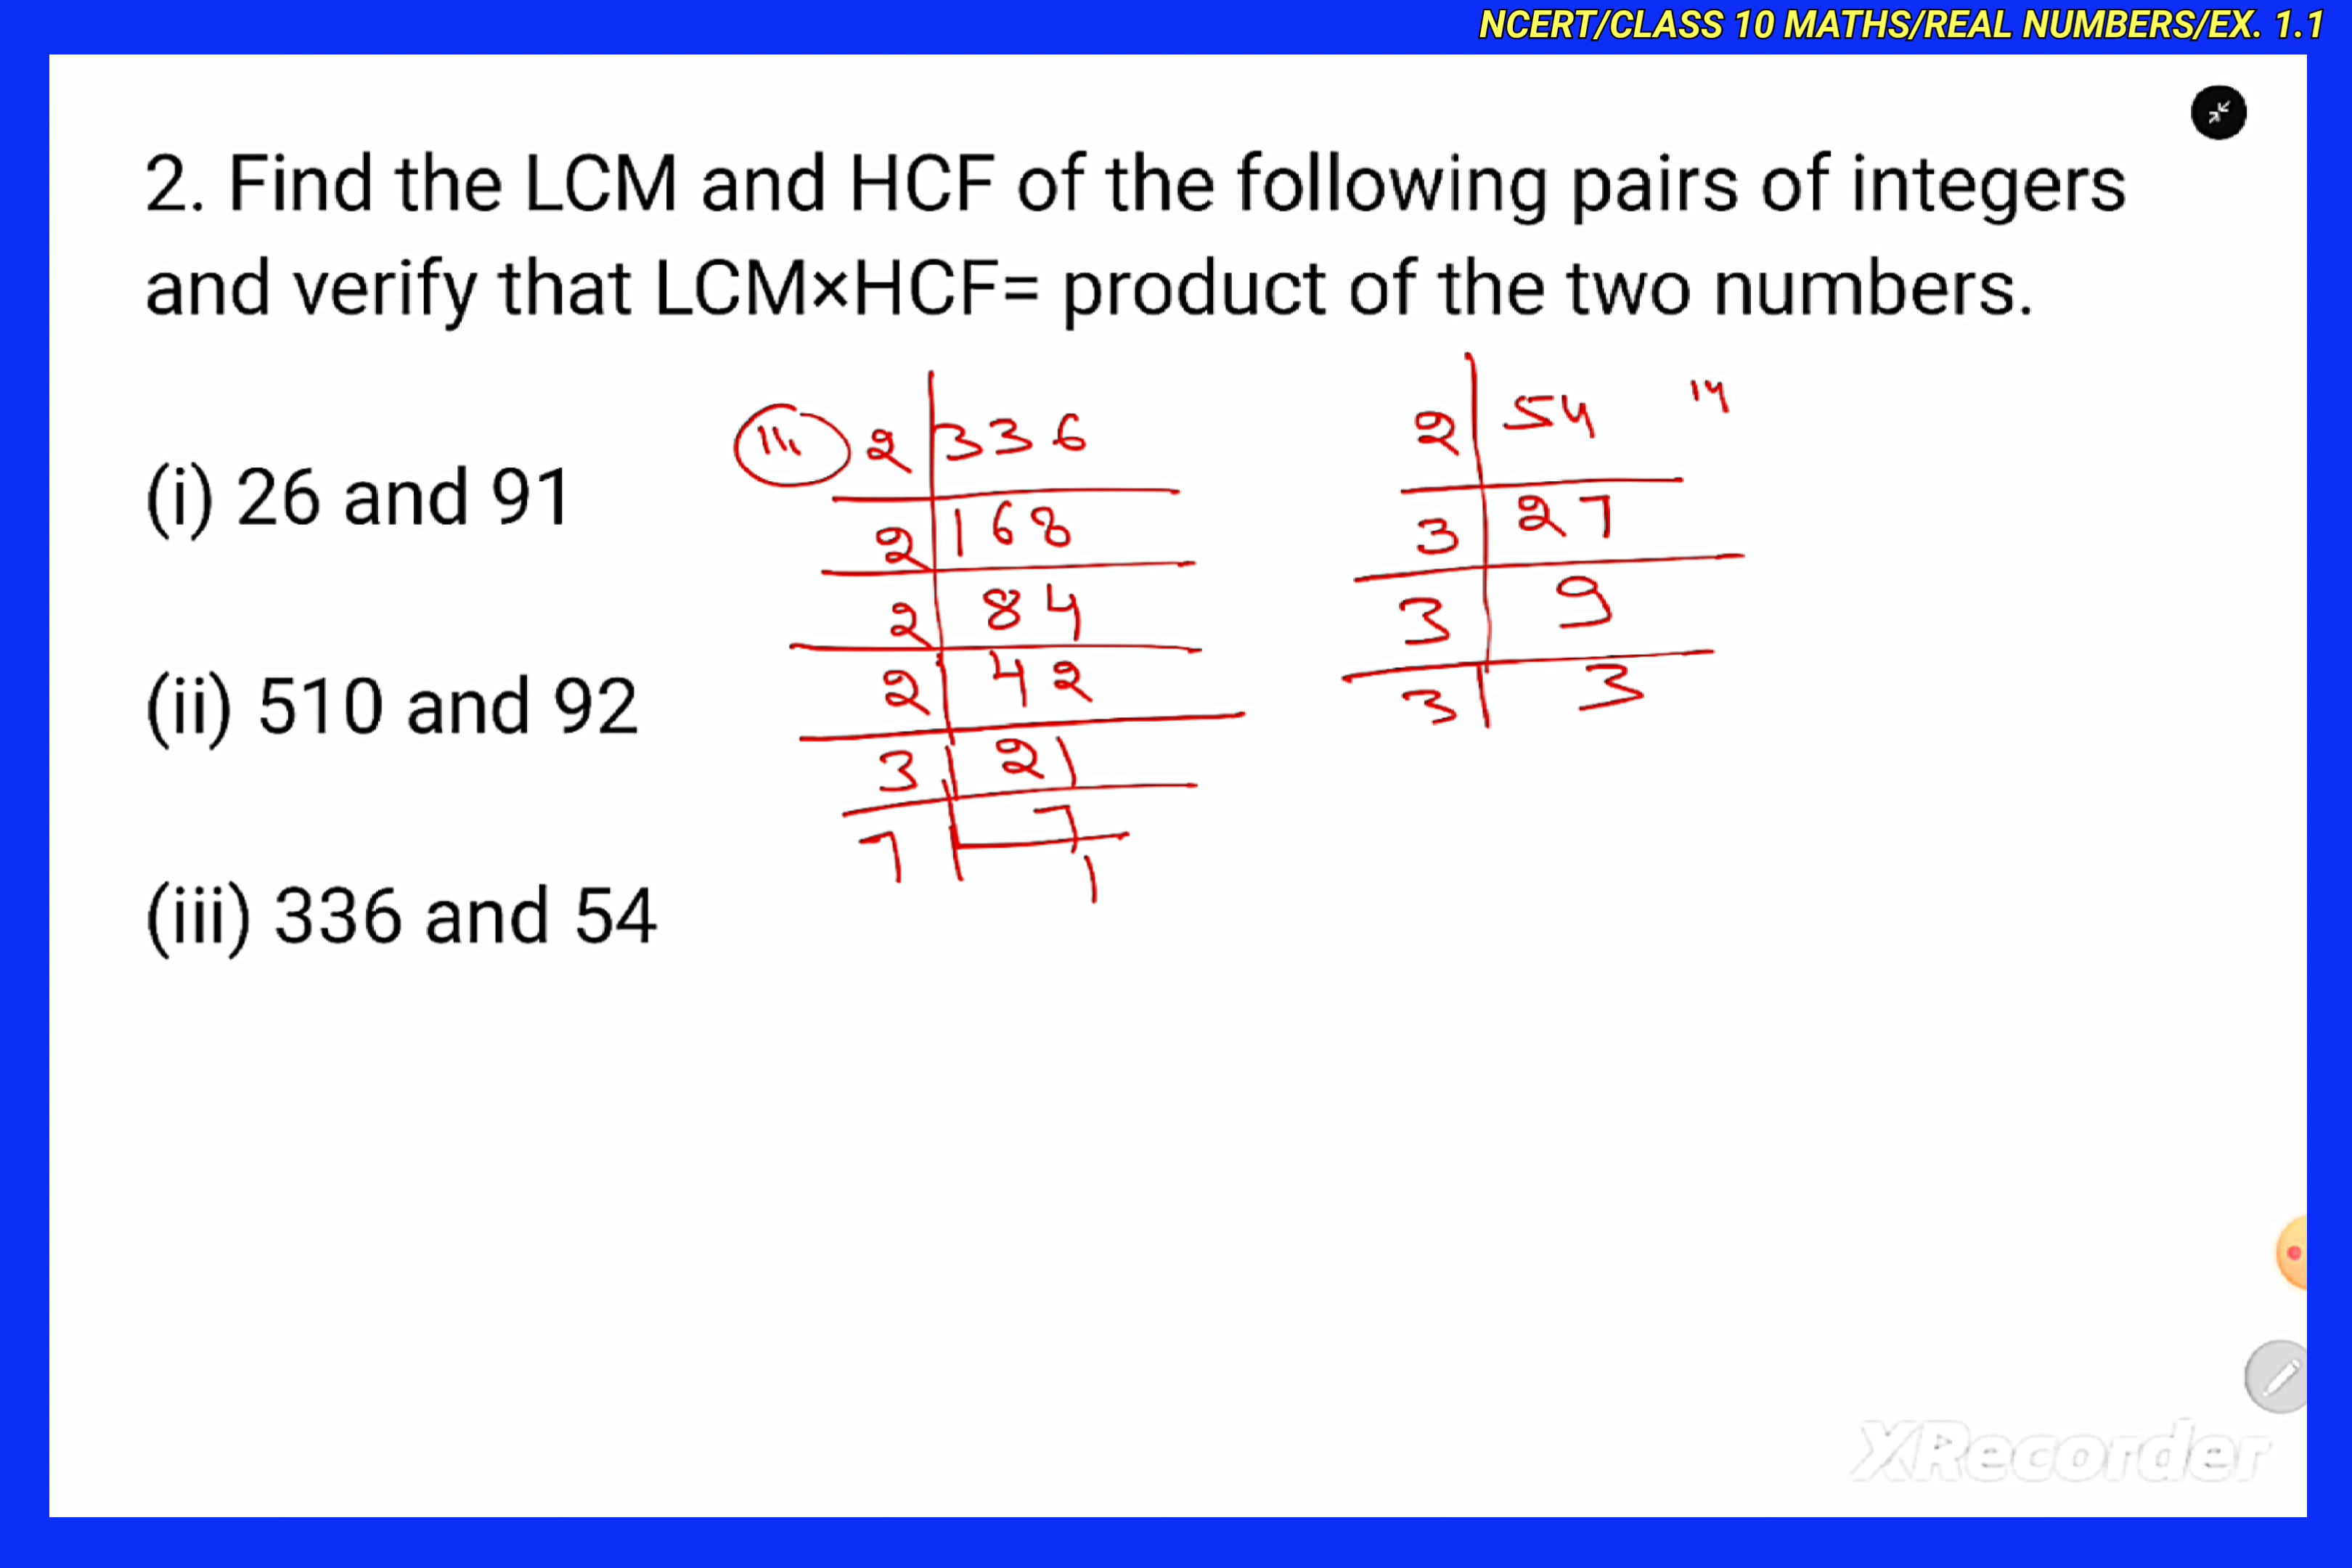 NCERT/CLASS 10 MATHS/REAL NUMBERS/EX. 1.1
2. Find the LCM and HCF of the following pairs of integers
and verify that LCM×HCF= product of the two numbers.
(i) 26 and 91
(ii) 510 and 92
(iii) 336 and 54
iii
2 336
2 168
2 84
2 42
3 21
7 7
1
2 54
3 27
3 9
3 3
XRecorder